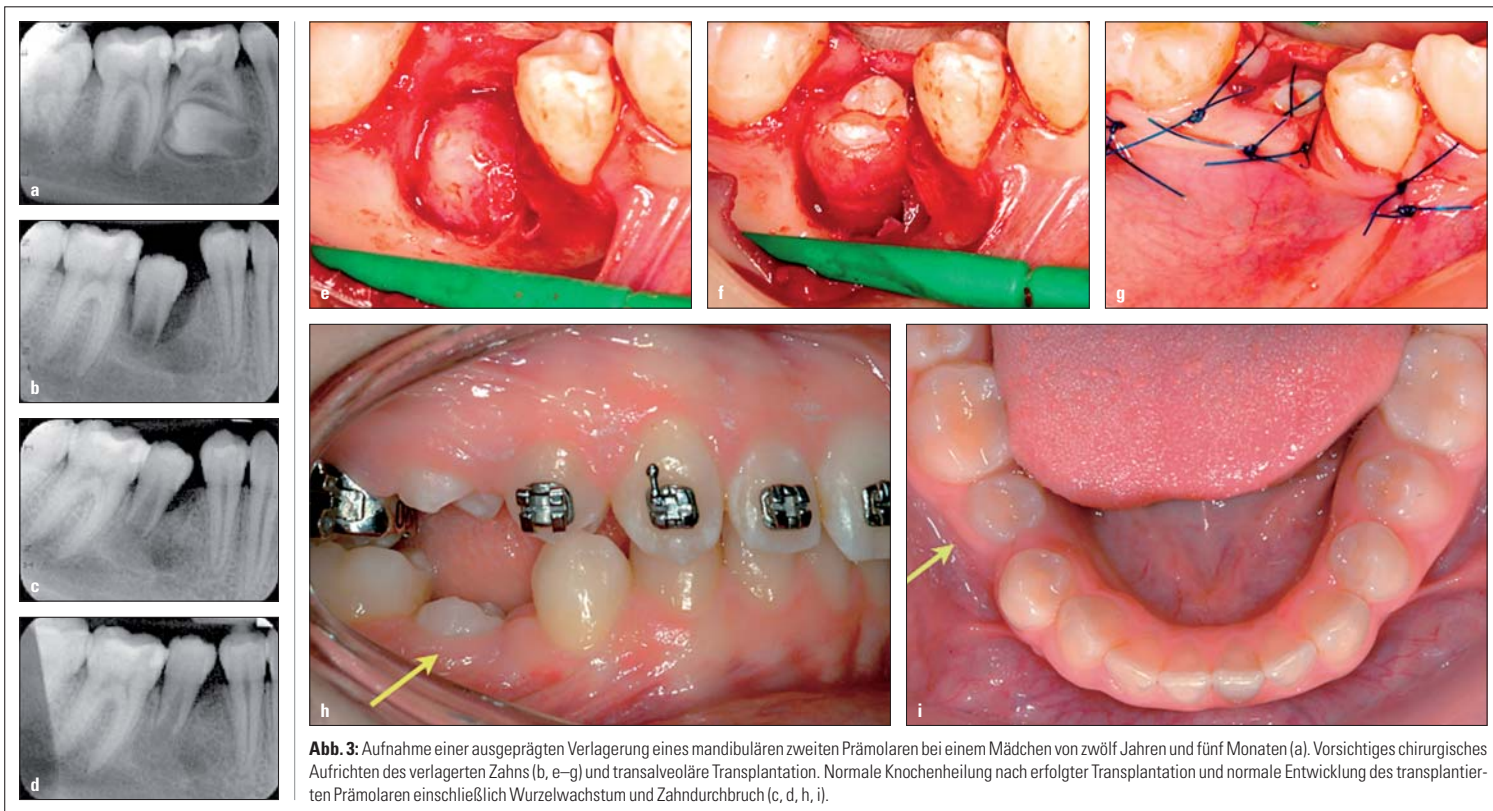 a
b
c
d
e
f
g
h
i
Abb. 3: Aufnahme einer ausgeprägten Verlagerung eines mandibulären zweiten Prämolaren bei einem Mädchen von zwölf Jahren und fünf Monaten (a). Vorsichtiges chirurgisches
Aufrichten des verlagerten Zahns (b, e–g) und transalveoläre Transplantation. Normale Knochenheilung nach erfolgter Transplantation und normale Entwicklung des transplantier-
ten Prämolaren einschließlich Wurzelwachstum und Zahndurchbruch (c, d, h, i).